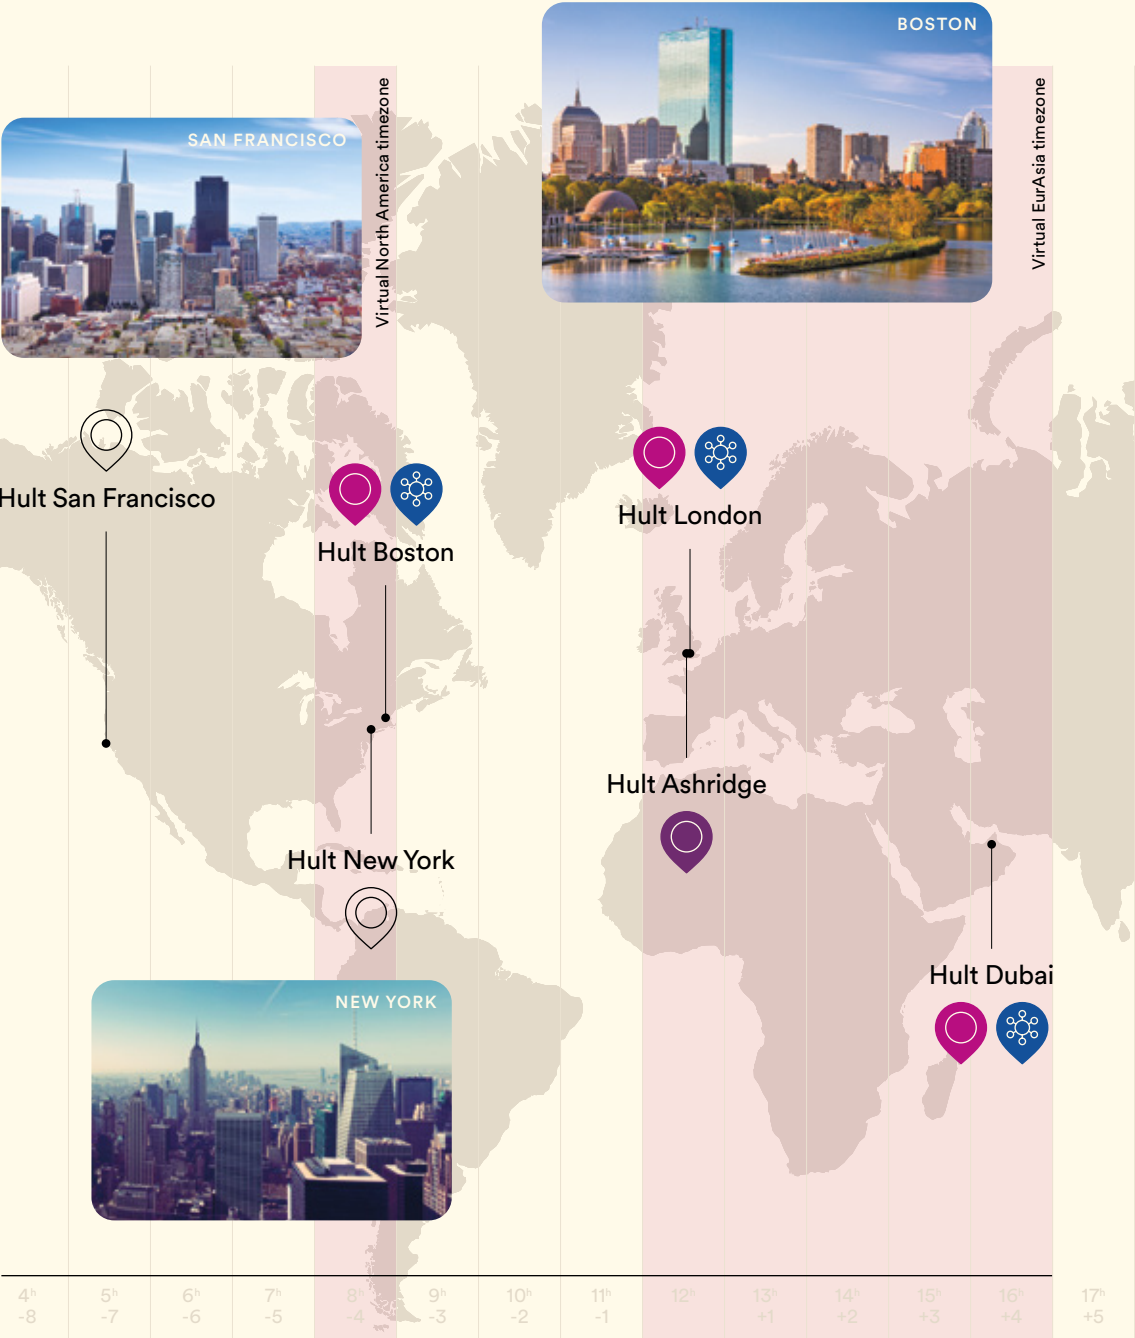 BOSTON
Virtual North America timezone
Virtual EurAsia timezone
SAN FRANCISCO
Hult San Francisco
Hult Boston
Hult London
Hult Ashridge
Hult New York
Hult Dubai
NEW YORK
4h 5h 6h 7h 8h 9h 10h 11h 12h 13h 14h 15h 16h 17h
-8 -7 -6 -5 -4 -3 -2 -1 +1 +2 +3 +4 +5